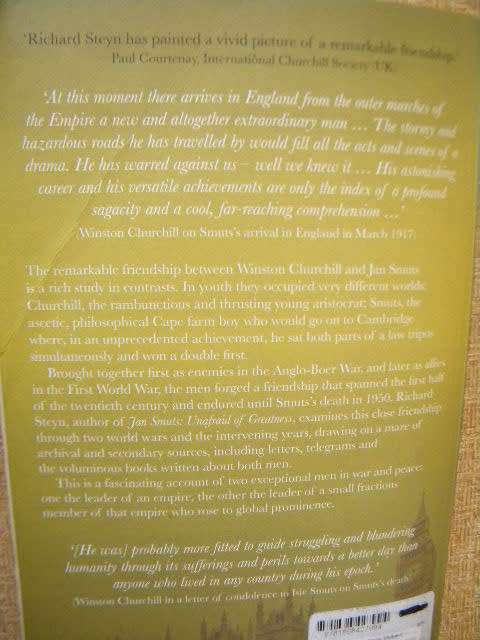 'Richard Steyn has painted a vivid picture of a remarkable friendship'
Paul Courtenay, International Churchill Society (UK)
'At this moment there arrives in England from the outer marches of
the Empire a new and altogether extraordinary man ... The stormy and
hazardous roads he has travelled by would fill all the acts and scenes of a
drama. He has warred against us – well we knew it ... His astonishing
career and his versatile achievements are only the index of a profound
sagacity and a cool, far-reaching comprehension ...'
Winston Churchill on Smuts's arrival in England in March 1917.
The remarkable friendship between Winston Churchill and Jan Smuts
is a rich study in contrasts. In youth they occupied very different worlds:
Churchill, the rambunctious and thrusting young aristocrat; Smuts, the
ascetic, philosophical Cape farm boy who would go on to Cambridge
where, in an unprecedented achievement, he sat both parts of a law tripos
simultaneously and won a double first.
Brought together first as enemies in the Anglo-Boer War, and later as allies
in the First World War, the men forged a friendship that spanned the first half
of the twentieth century and endured until Smuts's death in 1950. Richard
Steyn, author of Jan Smuts: Unafraid of Greatness, examines this close friendship
through two world wars and the intervening years, drawing on a maze of
archival and secondary sources, including letters, telegrams and
the voluminous books written about both men.
This is a fascinating account of two exceptional men in war and peace:
one the leader of an empire, the other the leader of a small fractious
member of that empire who rose to global prominence.
'[He was] probably more fitted to guide struggling and blundering
humanity through its sufferings and perils towards a better day than
anyone who lived in any country during his epoch.'
Winston Churchill in a letter of condolence to Isie Smuts on Smuts's death